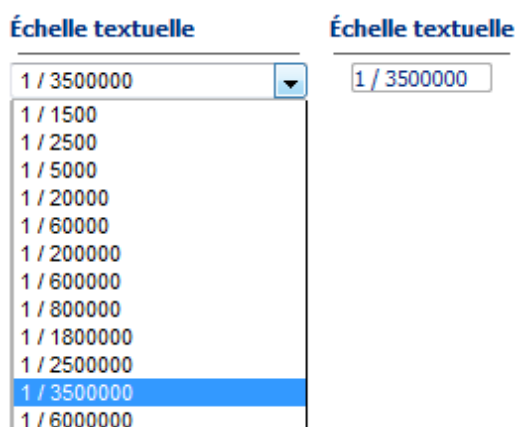 Échelle textuelle
1 / 3500000
1 / 1500
1 / 2500
1 / 5000
1 / 20000
1 / 60000
1 / 200000
1 / 600000
1 / 800000
1 / 1800000
1 / 2500000
1 / 3500000
1 / 6000000
Échelle textuelle
1 / 3500000